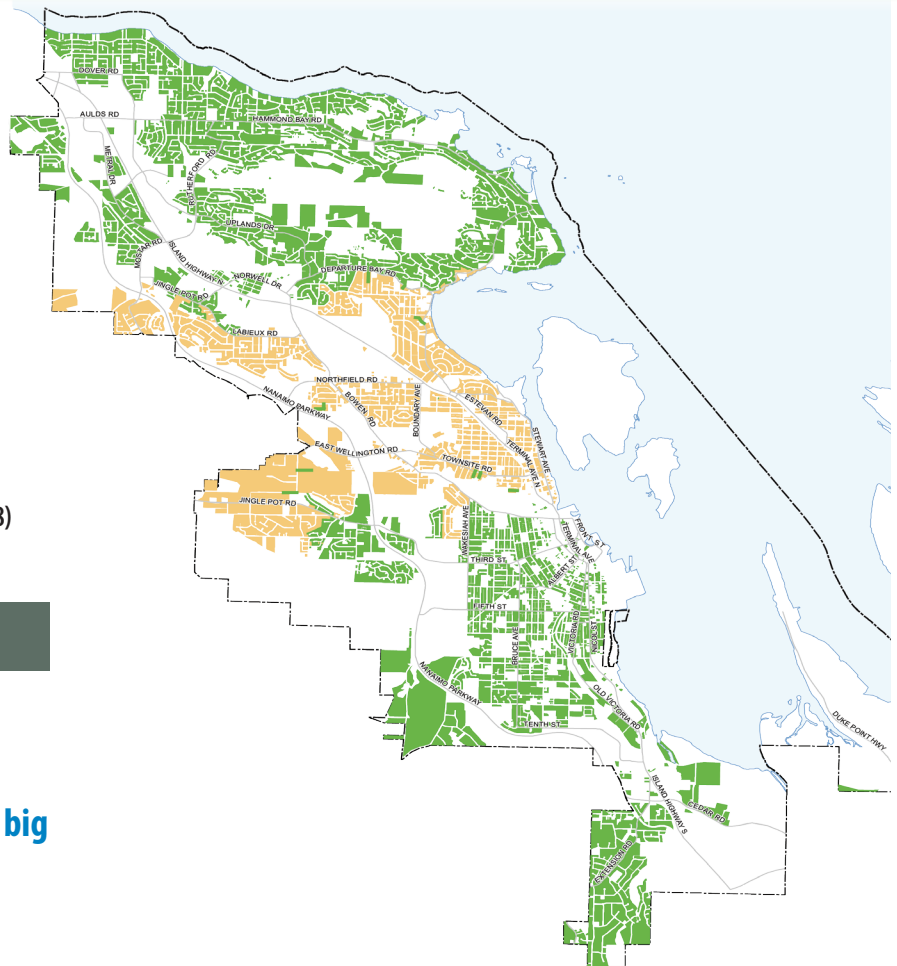 DOVER RD
AULDS RD
HAMMOND BAY RD
METRAL DR
RUTHERFORD RD
UPLANDS DR
MOSTAR RD
ISLAND HIGHWAY N
NORWELL DR
DEPARTURE BAY RD
JINGLE POT RD
LABIEUX RD
NORTHFIELD RD
NANAIMO PARKWAY
BOWEN RD
BOUNDARY AVE
ESTEVAN RD
STEWART AVE
EAST WELLINGTON RD
TOWNSITE RD
TERMINAL AVE N
JINGLE POT RD
3)
WAKESIAH AVE
FRONT ST
TERMINAL AVE
THIRD ST
ALBERT ST
FIFTH ST
BRUCE AVE
VICTORIA RD
NICOL ST
NANAIMO PARKWAY
OLD VICTORIA RD
TENTH ST
DUKE POINT HWY
ISLAND HIGHWAY S
CEDAR RD
big
EXTENSION RD